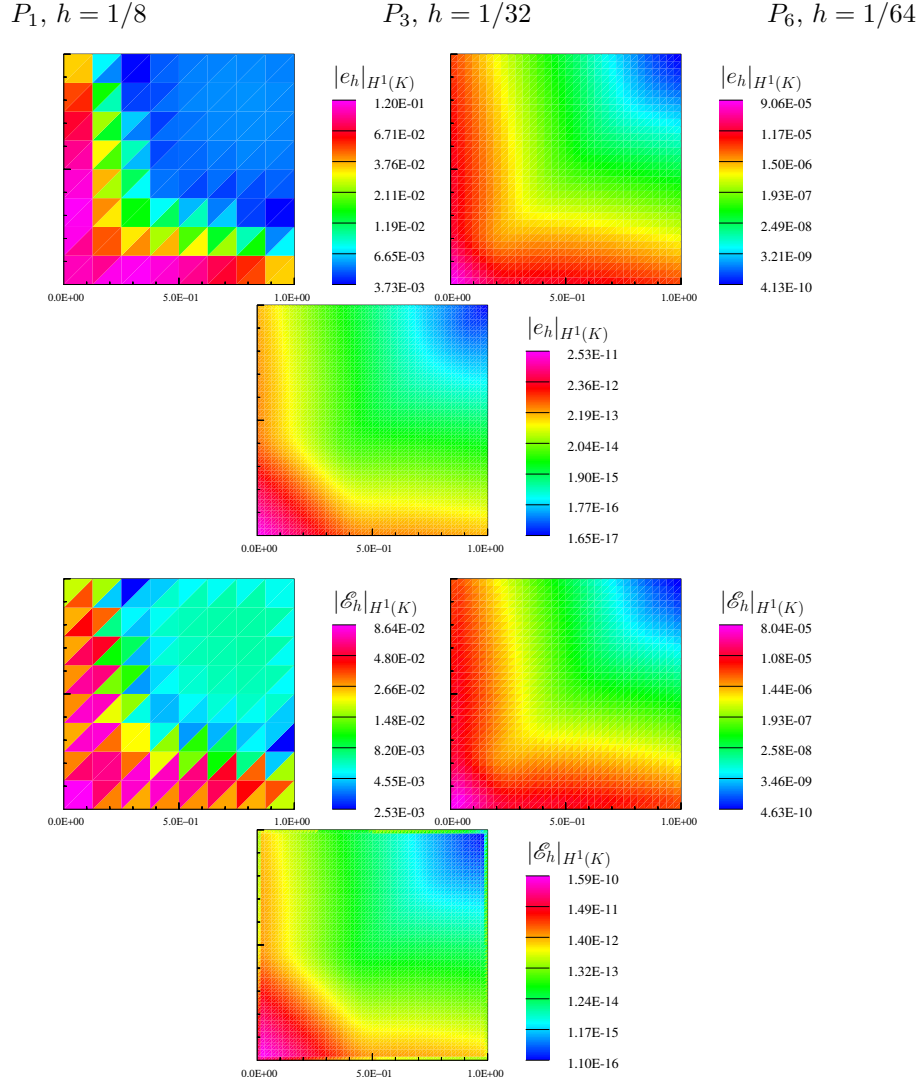 P₁, h = 1/8 P₃, h = 1/32 P₆, h = 1/64
|e_h|_{H¹(K)}
1.20E-01
6.71E-02
3.76E-02
2.11E-02
1.19E-02
6.65E-03
3.73E-03
0.0E+00 5.0E−01 1.0E+00
|e_h|_{H¹(K)}
9.06E-05
1.17E-05
1.50E-06
1.93E-07
2.49E-08
3.21E-09
4.13E-10
0.0E+00 5.0E−01 1.0E+00
|e_h|_{H¹(K)}
2.53E-11
2.36E-12
2.19E-13
2.04E-14
1.90E-15
1.77E-16
1.65E-17
0.0E+00 5.0E−01 1.0E+00
|ℰ_h|_{H¹(K)}
8.64E-02
4.80E-02
2.66E-02
1.48E-02
8.20E-03
4.55E-03
2.53E-03
0.0E+00 5.0E−01 1.0E+00
|ℰ_h|_{H¹(K)}
8.04E-05
1.08E-05
1.44E-06
1.93E-07
2.58E-08
3.46E-09
4.63E-10
0.0E+00 5.0E−01 1.0E+00
|ℰ_h|_{H¹(K)}
1.59E-10
1.49E-11
1.40E-12
1.32E-13
1.24E-14
1.17E-15
1.10E-16
0.0E+00 5.0E−01 1.0E+00